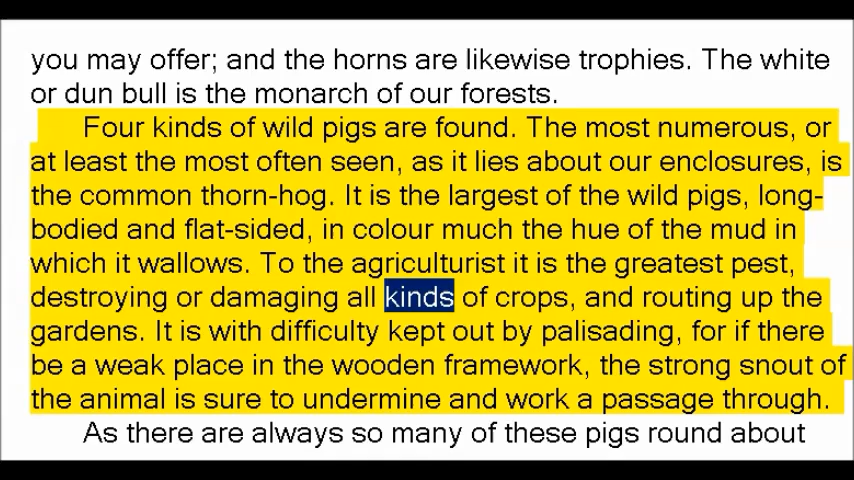 you may offer; and the horns are likewise trophies. The white
or dun bull is the monarch of our forests.
Four kinds of wild pigs are found. The most numerous, or
at least the most often seen, as it lies about our enclosures, is
the common thorn-hog. It is the largest of the wild pigs, long-
bodied and flat-sided, in colour much the hue of the mud in
which it wallows. To the agriculturist it is the greatest pest,
destroying or damaging all kinds of crops, and routing up the
gardens. It is with difficulty kept out by palisading, for if there
be a weak place in the wooden framework, the strong snout of
the animal is sure to undermine and work a passage through.
As there are always so many of these pigs round about